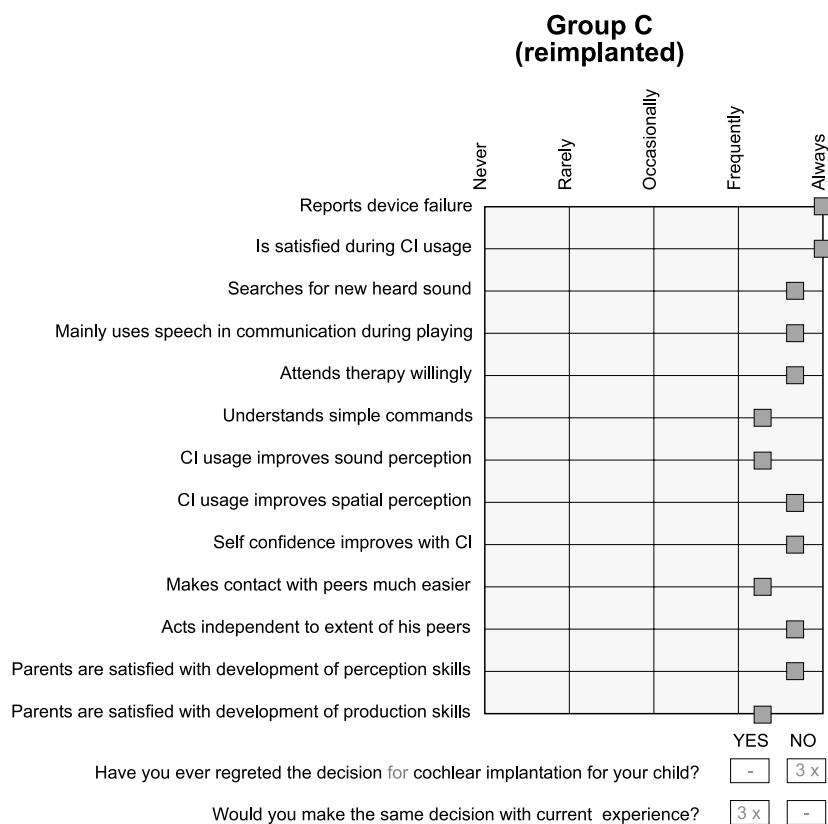 Group C
(reimplanted)
Never
Rarely
Occasionally
Frequently
Always
Reports device failure
Is satisfied during CI usage
Searches for new heard sound
Mainly uses speech in communication during playing
Attends therapy willingly
Understands simple commands
CI usage improves sound perception
CI usage improves spatial perception
Self confidence improves with CI
Makes contact with peers much easier
Acts independent to extent of his peers
Parents are satisfied with development of perception skills
Parents are satisfied with development of production skills
YES NO
Have you ever regretted the decision for cochlear implantation for your child? - 3 x
Would you make the same decision with current experience? 3 x -